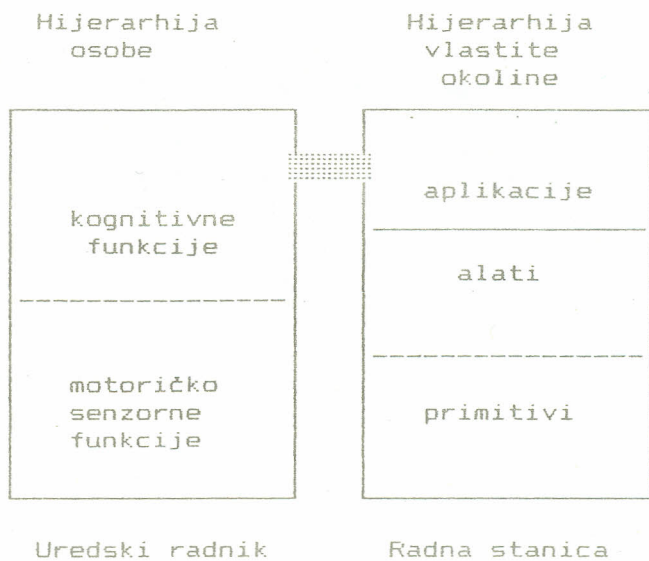 Hijerarhija
osobe
Hijerarhija
vlastite
okoline
kognitivne
funkcije
motoričko
senzorne
funkcije
aplikacije
alati
primitivi
Uredski radnik
Radna stanica